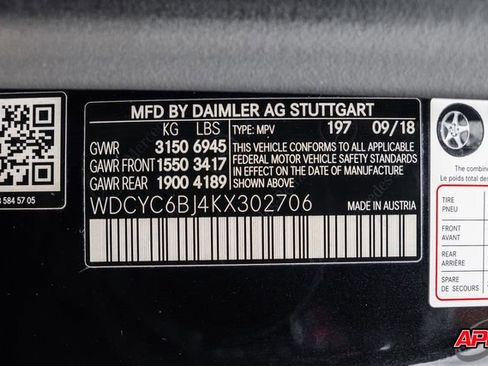 MFD BY DAIMLER AG STUTTGART
KG LBS TYPE: MPV 197 09/18
GVWR 3150 6945
GAWR FRONT 1550 3417
GAWR REAR 1900 4189
THIS VEHICLE CONFORMS TO ALL APPLICABLE
FEDERAL MOTOR VEHICLE SAFETY STANDARDS
IN EFFECT ON THE DATE OF MANUFACTURE
SHOWN ABOVE.
WDCYC6BJ4KX302706 MADE IN AUSTRIA
3 584 57 05
The com
Le poids total des
TIRE
PNEU
FRONT
AVANT
REAR
ARRIÈRE
SPARE
DE SECOURS